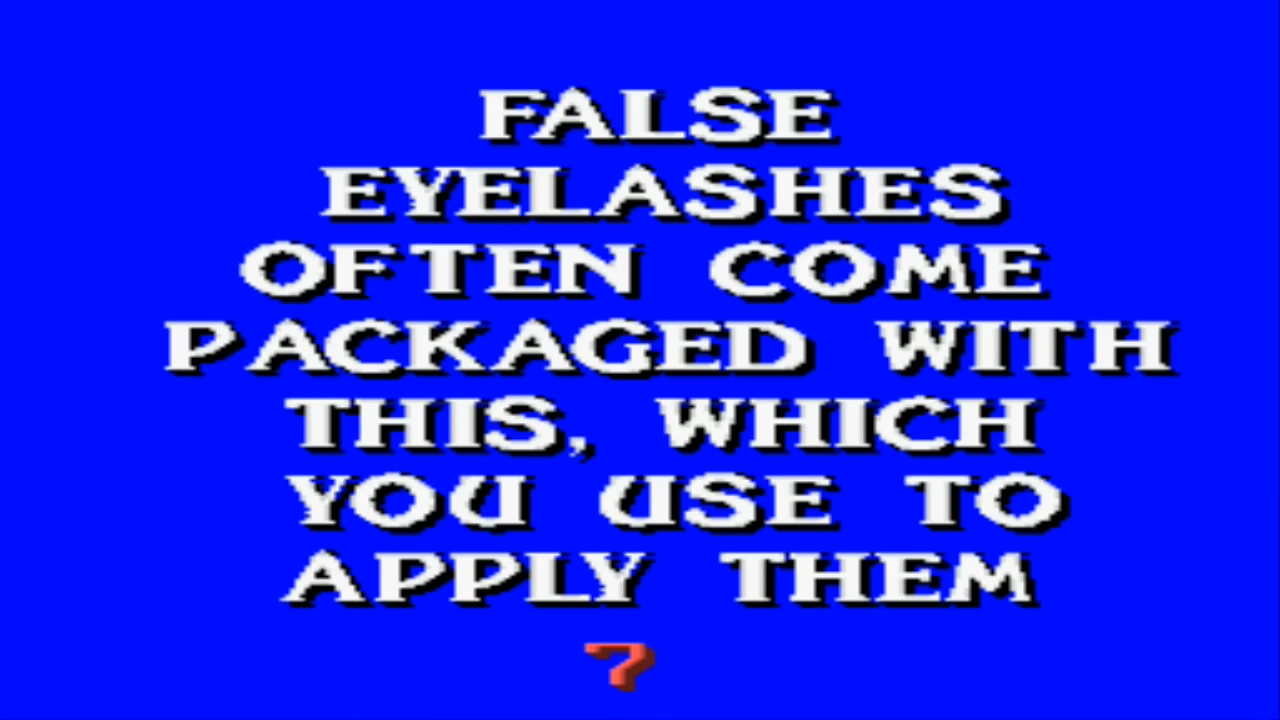 FALSE
EYELASHES
OFTEN COME
PACKAGED WITH
THIS, WHICH
YOU USE TO
APPLY THEM
?